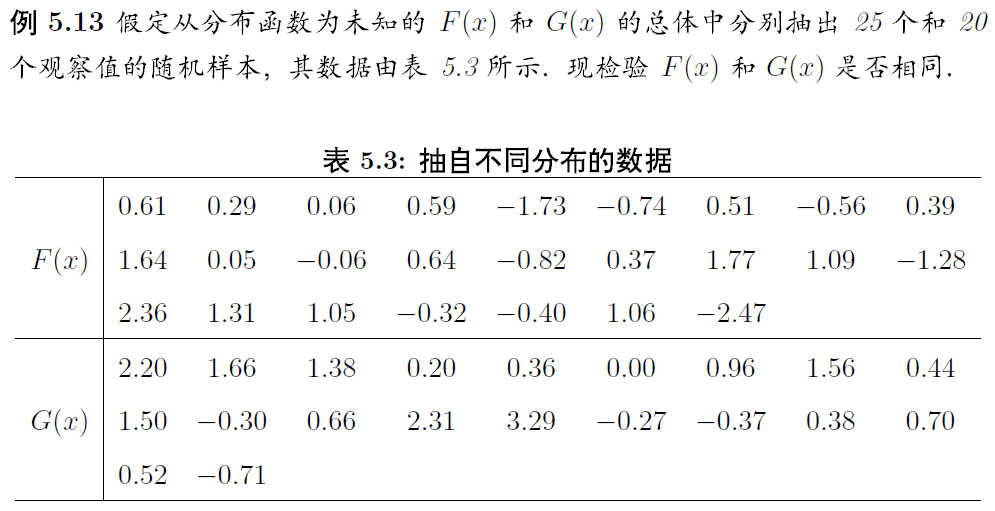 例 5.13 假定从分布函数为未知的 F(x) 和 G(x) 的总体中分别抽出 25 个和 20
个观察值的随机样本, 其数据由表 5.3 所示. 现检验 F(x) 和 G(x) 是否相同.
表 5.3: 抽自不同分布的数据
0.61 0.29 0.06 0.59 −1.73 −0.74 0.51 −0.56 0.39
F(x) 1.64 0.05 −0.06 0.64 −0.82 0.37 1.77 1.09 −1.28
2.36 1.31 1.05 −0.32 −0.40 1.06 −2.47
2.20 1.66 1.38 0.20 0.36 0.00 0.96 1.56 0.44
G(x) 1.50 −0.30 0.66 2.31 3.29 −0.27 −0.37 0.38 0.70
0.52 −0.71